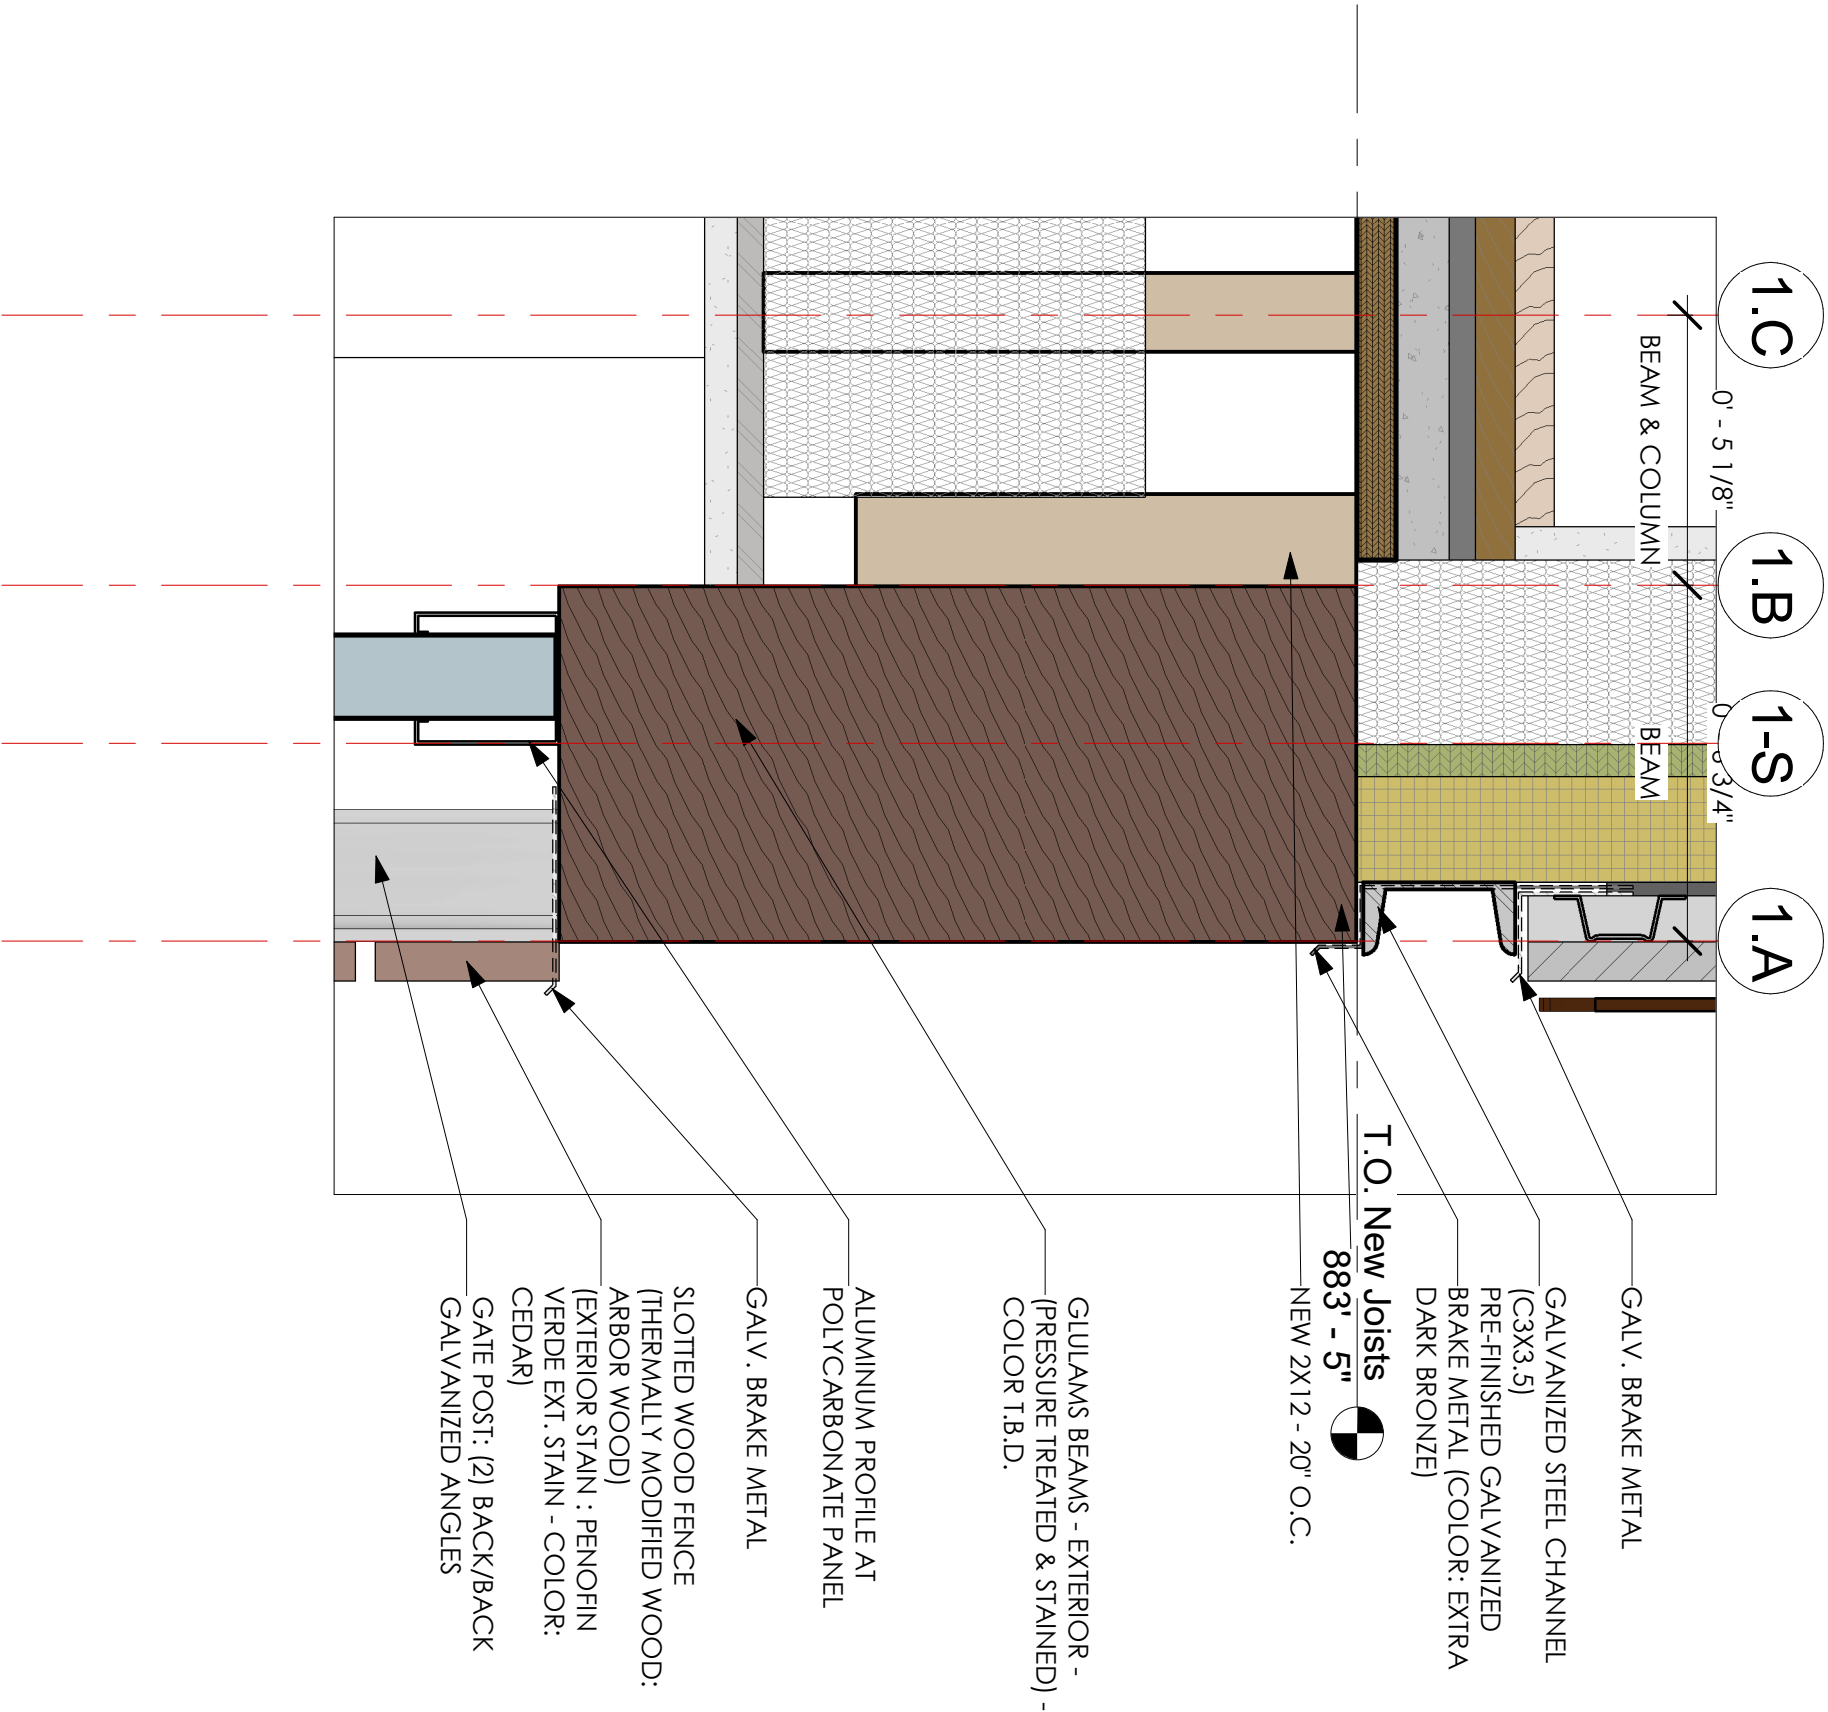 1.C
1.B
1-S
1.A
0' - 5 1/8"
0' - 6 3/4"
BEAM & COLUMN
BEAM
GALV. BRAKE METAL
GALVANIZED STEEL CHANNEL
(C3X3.5)
PRE-FINISHED GALVANIZED
BRAKE METAL (COLOR: EXTRA
DARK BRONZE)
T.O. New Joists
883' - 5"
NEW 2X12 - 20" O.C.
GLULAMS BEAMS - EXTERIOR -
(PRESSURE TREATED & STAINED) -
COLOR T.B.D.
ALUMINUM PROFILE AT
POLYCARBONATE PANEL
GALV. BRAKE METAL
SLOTTED WOOD FENCE
(THERMALLY MODIFIED WOOD:
ARBOR WOOD)
(EXTERIOR STAIN : PENOFIN
VERDE EXT. STAIN - COLOR:
CEDAR)
GATE POST: (2) BACK/BACK
GALVANIZED ANGLES